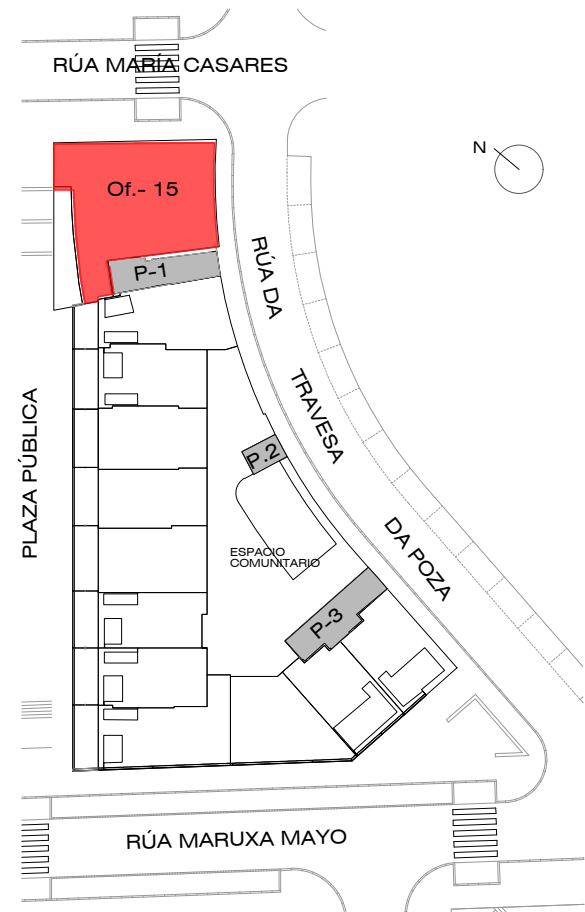 RÚA MARÍA CASARES
N
Of.- 15
P-1
RÚA DA
TRAVESA
DA POZA
PLAZA PÚBLICA
P.2
ESPACIO
COMUNITARIO
P-3
RÚA MARUXA MAYO